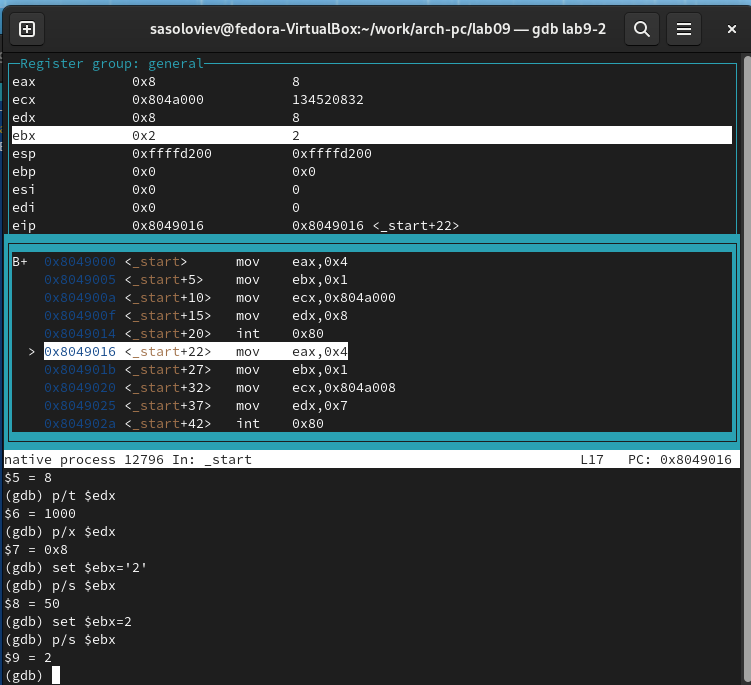 sasoloviev@fedora-VirtualBox:~/work/arch-pc/lab09 — gdb lab9-2
Register group: general
eax 0x8 8
ecx 0x804a000 134520832
edx 0x8 8
ebx 0x2 2
esp 0xffffd200 0xffffd200
ebp 0x0 0x0
esi 0x0 0
edi 0x0 0
eip 0x8049016 0x8049016 <_start+22>
B+ 0x8049000 <_start> mov eax,0x4
0x8049005 <_start+5> mov ebx,0x1
0x804900a <_start+10> mov ecx,0x804a000
0x804900f <_start+15> mov edx,0x8
0x8049014 <_start+20> int 0x80
> 0x8049016 <_start+22> mov eax,0x4
0x804901b <_start+27> mov ebx,0x1
0x8049020 <_start+32> mov ecx,0x804a008
0x8049025 <_start+37> mov edx,0x7
0x804902a <_start+42> int 0x80
native process 12796 In: _start L17 PC: 0x8049016
$5 = 8
(gdb) p/t $edx
$6 = 1000
(gdb) p/x $edx
$7 = 0x8
(gdb) set $ebx='2'
(gdb) p/s $ebx
$8 = 50
(gdb) set $ebx=2
(gdb) p/s $ebx
$9 = 2
(gdb)